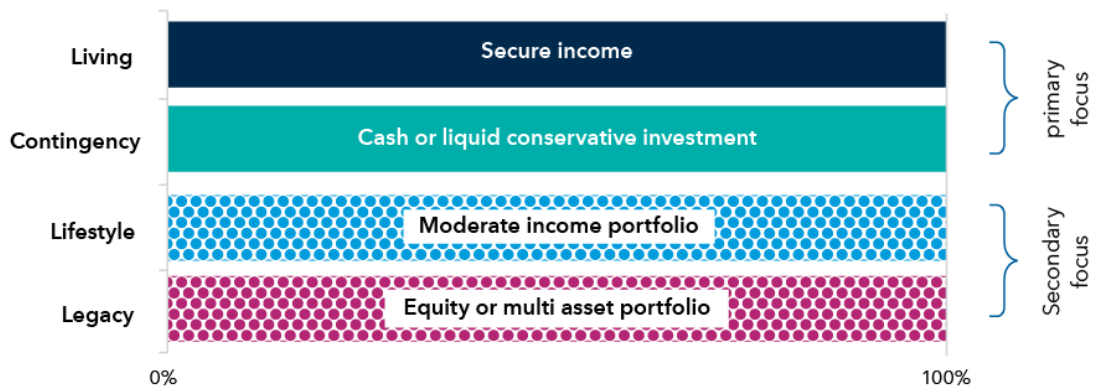 Living
Secure income
Contingency
Cash or liquid conservative investment
primary
focus
Lifestyle
Moderate income portfolio
Legacy
Equity or multi asset portfolio
Secondary
focus
0%
100%